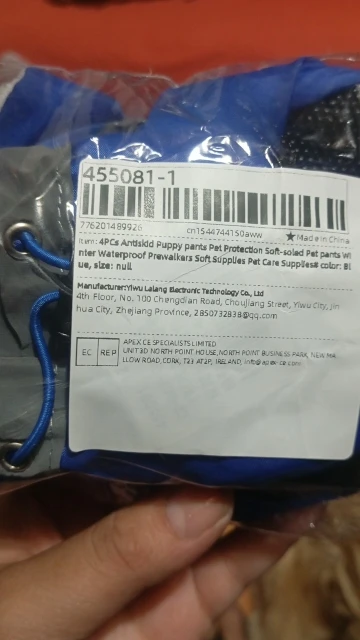 455081-1
776201489926 cn1544744150aww ★Made in China
Item: 4PCs Antiskid Puppy pants Pet Protection Soft-soled Pet pants Wi
nter Waterproof Prewalkers Soft Supplies Pet Care Supplies# color: Bl
ue, size: null
Manufacturer:Yiwu Lalang Electronic Technology Co., Ltd
4th Floor, No. 100 Chengdian Road, Choujiang Street, Yiwu City, Jin
hua City, Zhejiang Province, 2850732838@qq.com
EC REP
APEX CE SPECIALISTS LIMITED
UNIT 3D NORTH POINT HOUSE, NORTH POINT BUSINESS PARK, NEW MA
LLOW ROAD, CORK, T23 AT2P, IRELAND, info@apex-ce.com